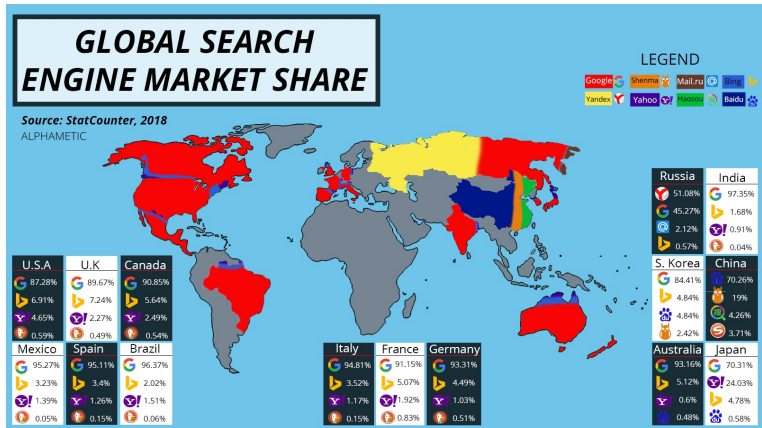 GLOBAL SEARCH
ENGINE MARKET SHARE
Source: StatCounter, 2018
ALPHAMETIC
LEGEND
Google Shenma Mail.ru Bing
Yandex Yahoo Haosou Baidu
Russia
51.08%
45.27%
2.12%
0.57%
India
97.35%
1.68%
0.91%
0.04%
U.S.A
87.28%
6.91%
4.65%
0.59%
U.K
89.67%
7.24%
2.27%
0.49%
Canada
90.85%
5.64%
2.49%
0.54%
S. Korea
84.41%
4.84%
4.84%
2.42%
China
70.26%
19%
4.26%
3.71%
Mexico
95.27%
3.23%
1.39%
0.05%
Spain
95.11%
3.4%
1.26%
0.15%
Brazil
96.37%
2.02%
1.51%
0.06%
Italy
94.81%
3.52%
1.17%
0.15%
France
91.15%
5.07%
1.92%
0.83%
Germany
93.31%
4.49%
1.03%
0.51%
Australia
93.16%
5.12%
0.6%
0.48%
Japan
70.31%
24.03%
4.78%
0.58%